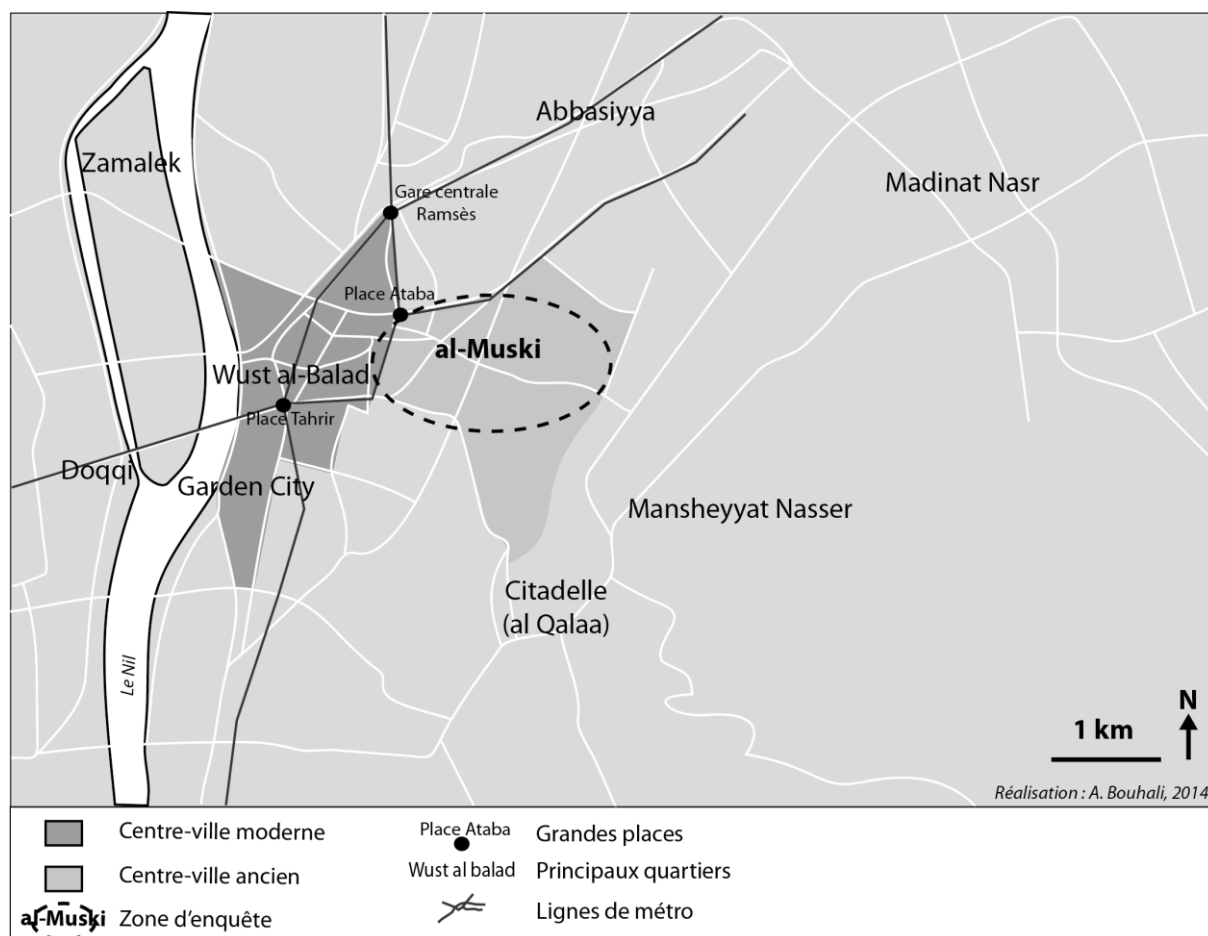 Abbasiyya
Zamalek
Madinat Nasr
Gare centrale
Ramsès
Place Ataba
al-Muski
Wust al-Balad
Place Tahrir
Doqqi
Garden City
Mansheyyat Nasser
Citadelle
(al Qalaa)
Le Nil
N
1 km
Réalisation : A. Bouhali, 2014
Centre-ville moderne
Place Ataba
Grandes places
Centre-ville ancien
Wust al balad
Principaux quartiers
al-Muski
Zone d'enquête
Lignes de métro